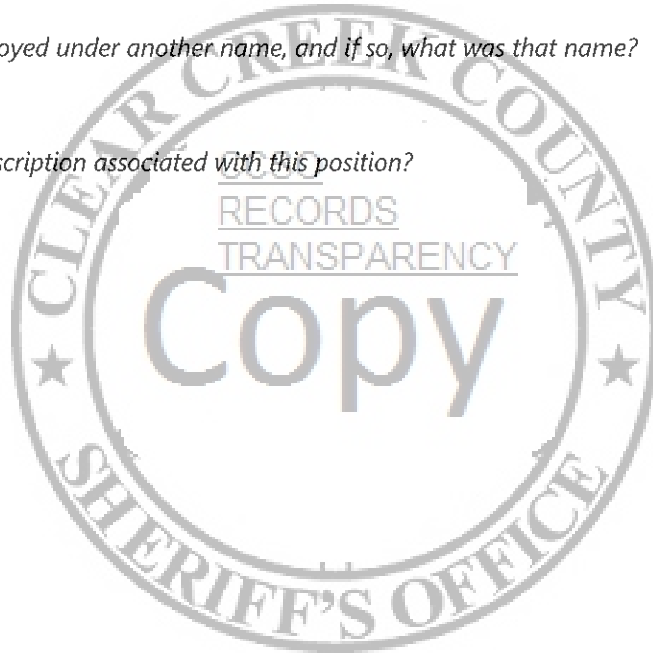 oyed under another name, and if so, what was that name?
scription associated with this position?
CLEAR CREEK COUNTY
RECORDS
TRANSPARENCY
Copy
SHERIFF'S OFFICE